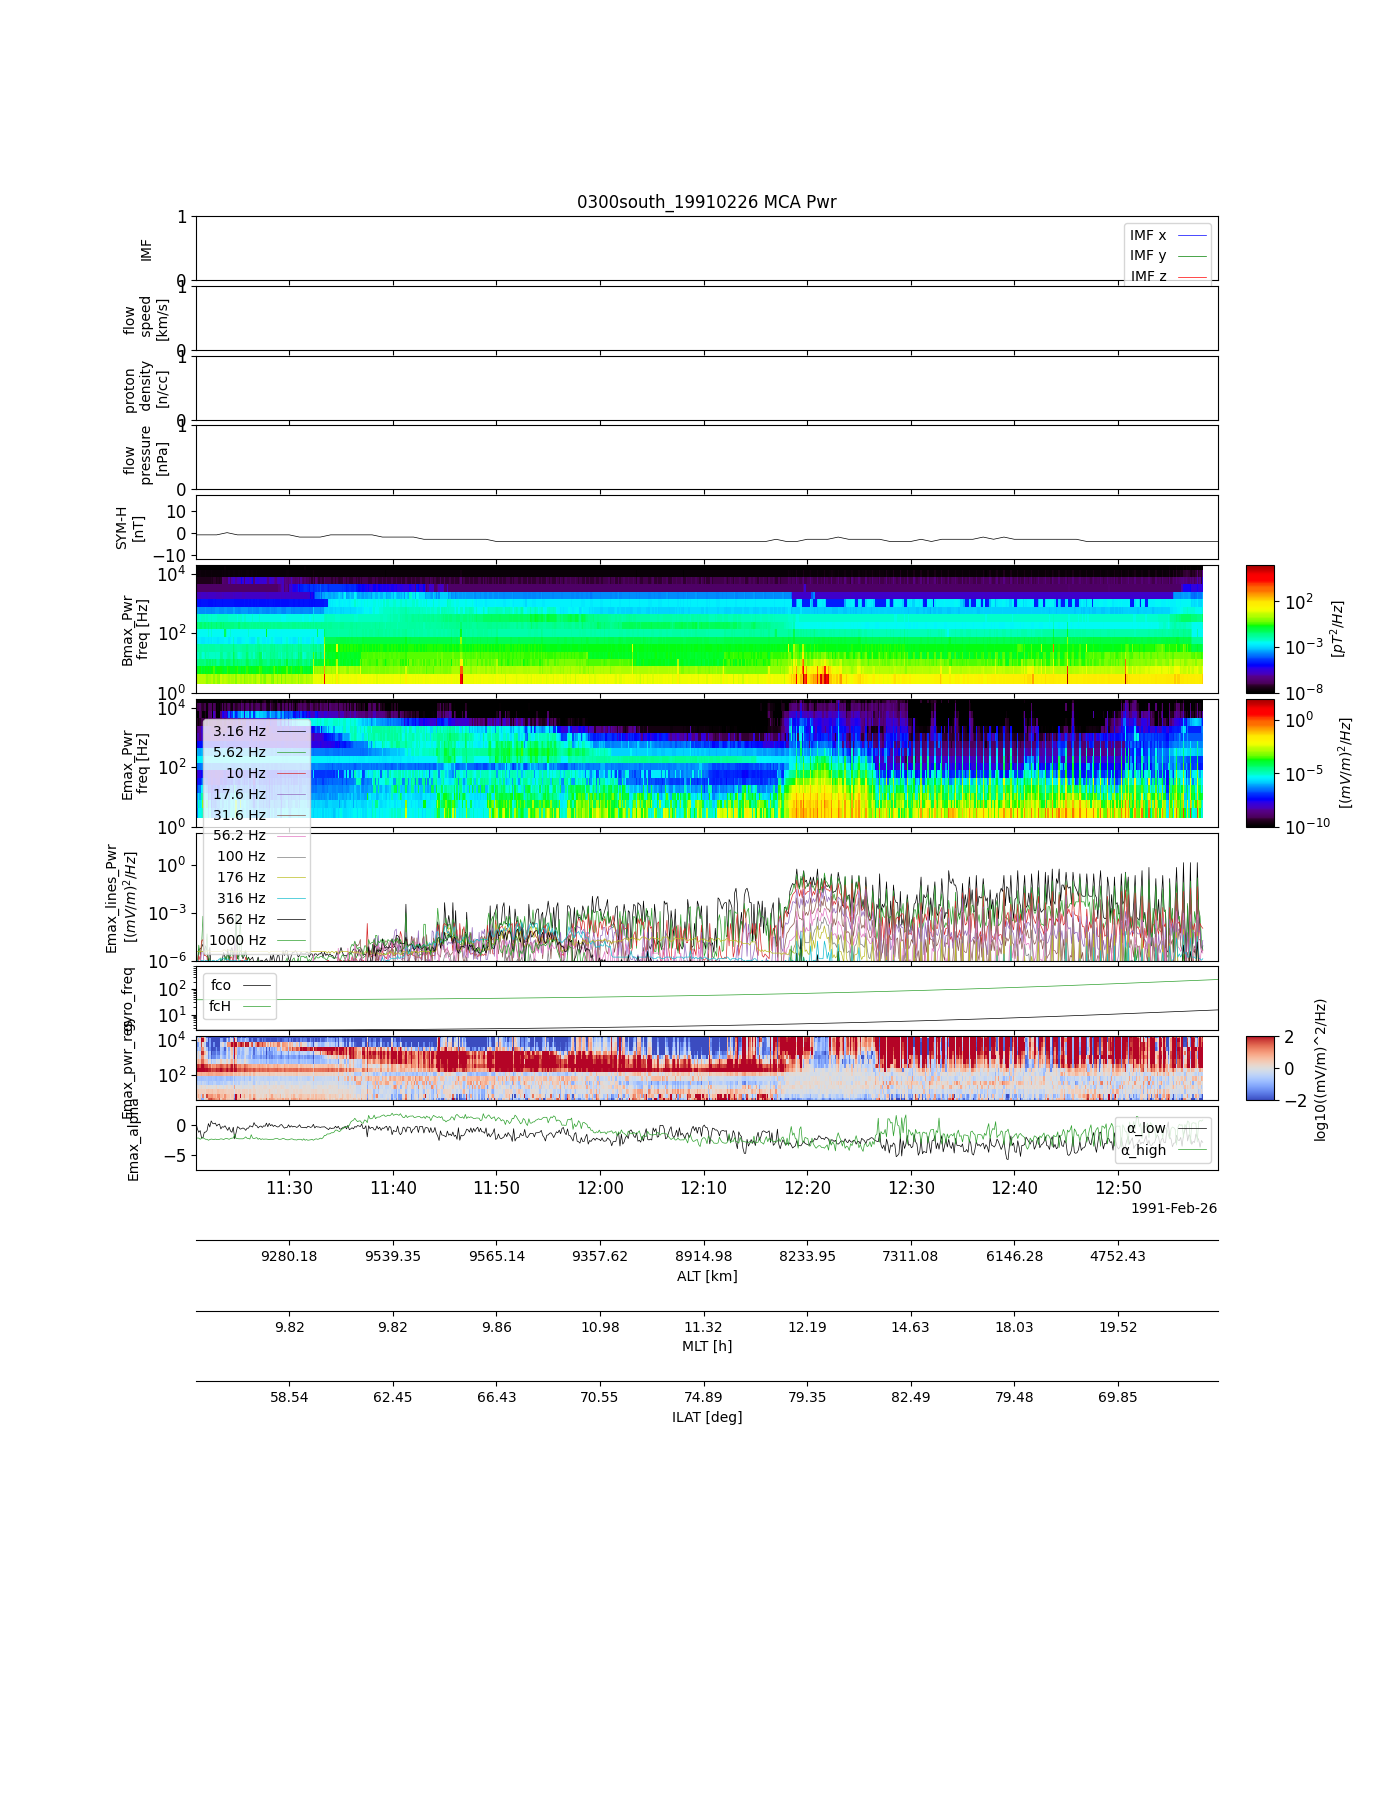 0300south_19910226 MCA Pwr
1
0
IMF
IMF x
IMF y
IMF z
1
0
flow
speed
[km/s]
1
0
proton
density
[n/cc]
1
0
flow
pressure
[nPa]
10
0
−10
SYM-H
[nT]
10^4
10^2
10^0
Bmax_Pwr
freq [Hz]
10^2
10^−3
10^−8
[pT^2/Hz]
10^4
10^2
10^0
Emax_Pwr
freq [Hz]
10^0
10^−5
10^−10
[(mV/m)^2/Hz]
3.16 Hz
5.62 Hz
10 Hz
17.6 Hz
31.6 Hz
56.2 Hz
100 Hz
176 Hz
316 Hz
562 Hz
1000 Hz
10^0
10^−3
10^−6
Emax_lines_Pwr
[(mV/m)^2/Hz]
10^2
10^1
gyro_freq
fco
fcH
10^4
10^2
Emax_pwr_reg
2
0
−2
log10((mV/m)^2/Hz)
0
−5
Emax_alpha
α_low
α_high
11:30 11:40 11:50 12:00 12:10 12:20 12:30 12:40 12:50
1991-Feb-26
9280.18 9539.35 9565.14 9357.62 8914.98 8233.95 7311.08 6146.28 4752.43
ALT [km]
9.82 9.82 9.86 10.98 11.32 12.19 14.63 18.03 19.52
MLT [h]
58.54 62.45 66.43 70.55 74.89 79.35 82.49 79.48 69.85
ILAT [deg]